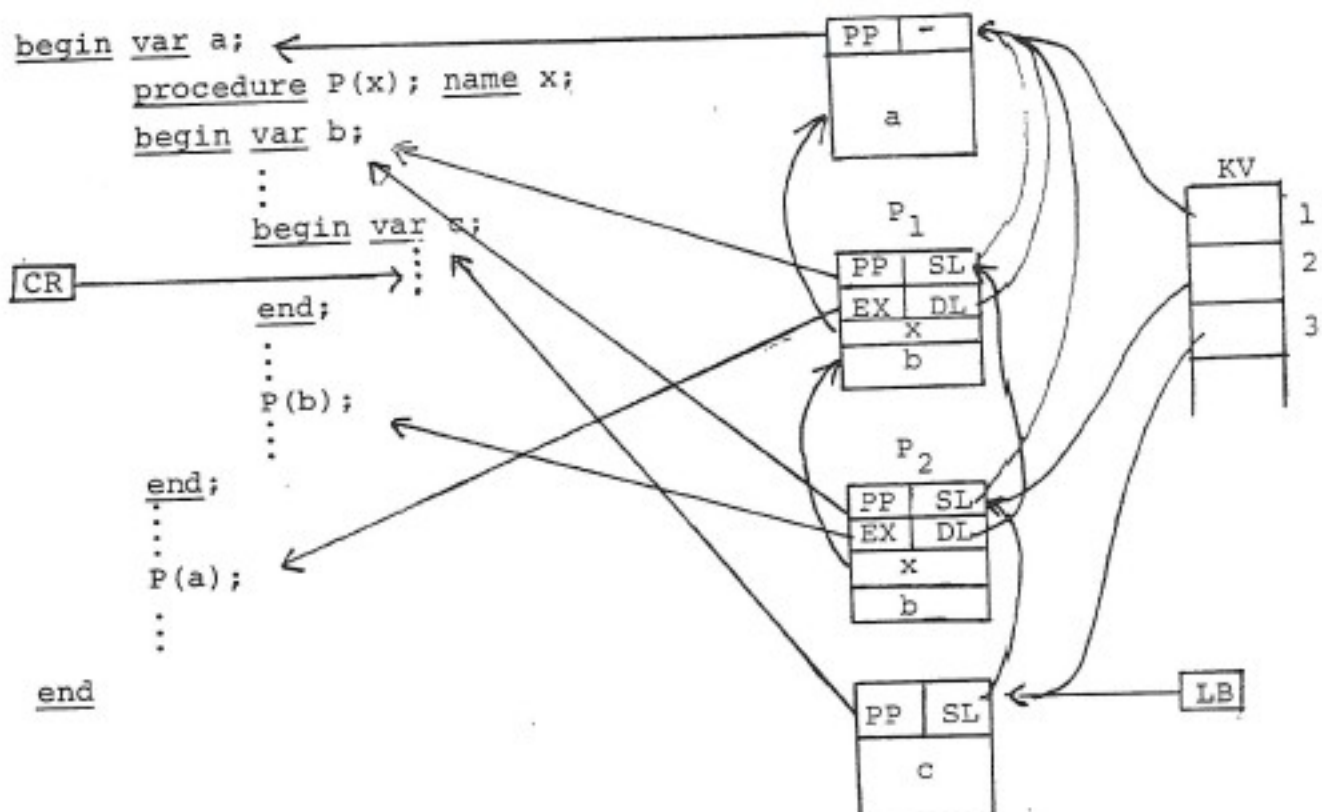 begin var a;
procedure P(x); name x;
begin var b;
begin var c;
CR
end;
P(b);
end;
P(a);
end
PP -
a
P1
PP SL
EX DL
x
b
P2
PP SL
EX DL
x
b
PP SL
c
KV
1
2
3
LB